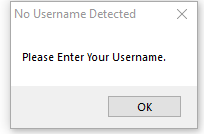 No Username Detected
Please Enter Your Username.
OK